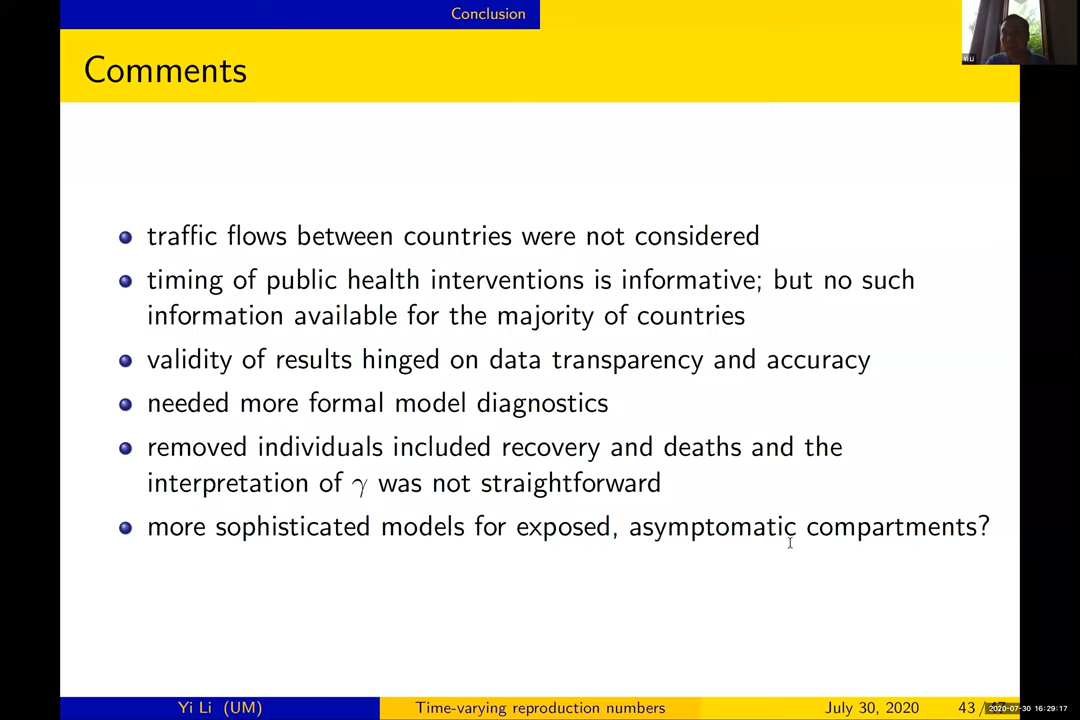 Conclusion
Comments
traffic flows between countries were not considered
timing of public health interventions is informative; but no such
information available for the majority of countries
validity of results hinged on data transparency and accuracy
needed more formal model diagnostics
removed individuals included recovery and deaths and the
interpretation of γ was not straightforward
more sophisticated models for exposed, asymptomatic compartments?
Yi Li (UM) Time-varying reproduction numbers July 30, 2020 43 /
2020-07-30 16:29:17